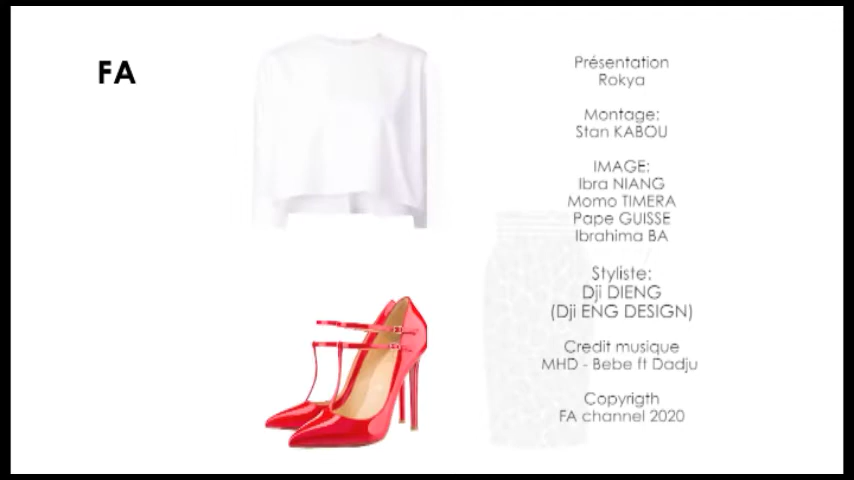 FA
Présentation
Rokya
Montage:
Stan KABOU
IMAGE:
Ibra NIANG
Momo TIMERA
Pape GUISSE
Ibrahima BA
Styliste:
Dji DIENG
(Dji ENG DESIGN)
Credit musique
MHD - Bebe ft Dadju
Copyrigth
FA channel 2020